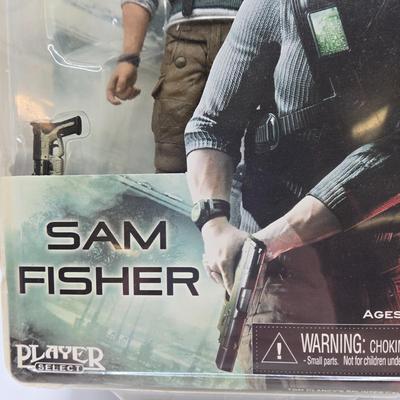 SAM
FISHER
AGES
PLAYER
SELECT
WARNING: CHOKIN
- Small parts. Not for children unde